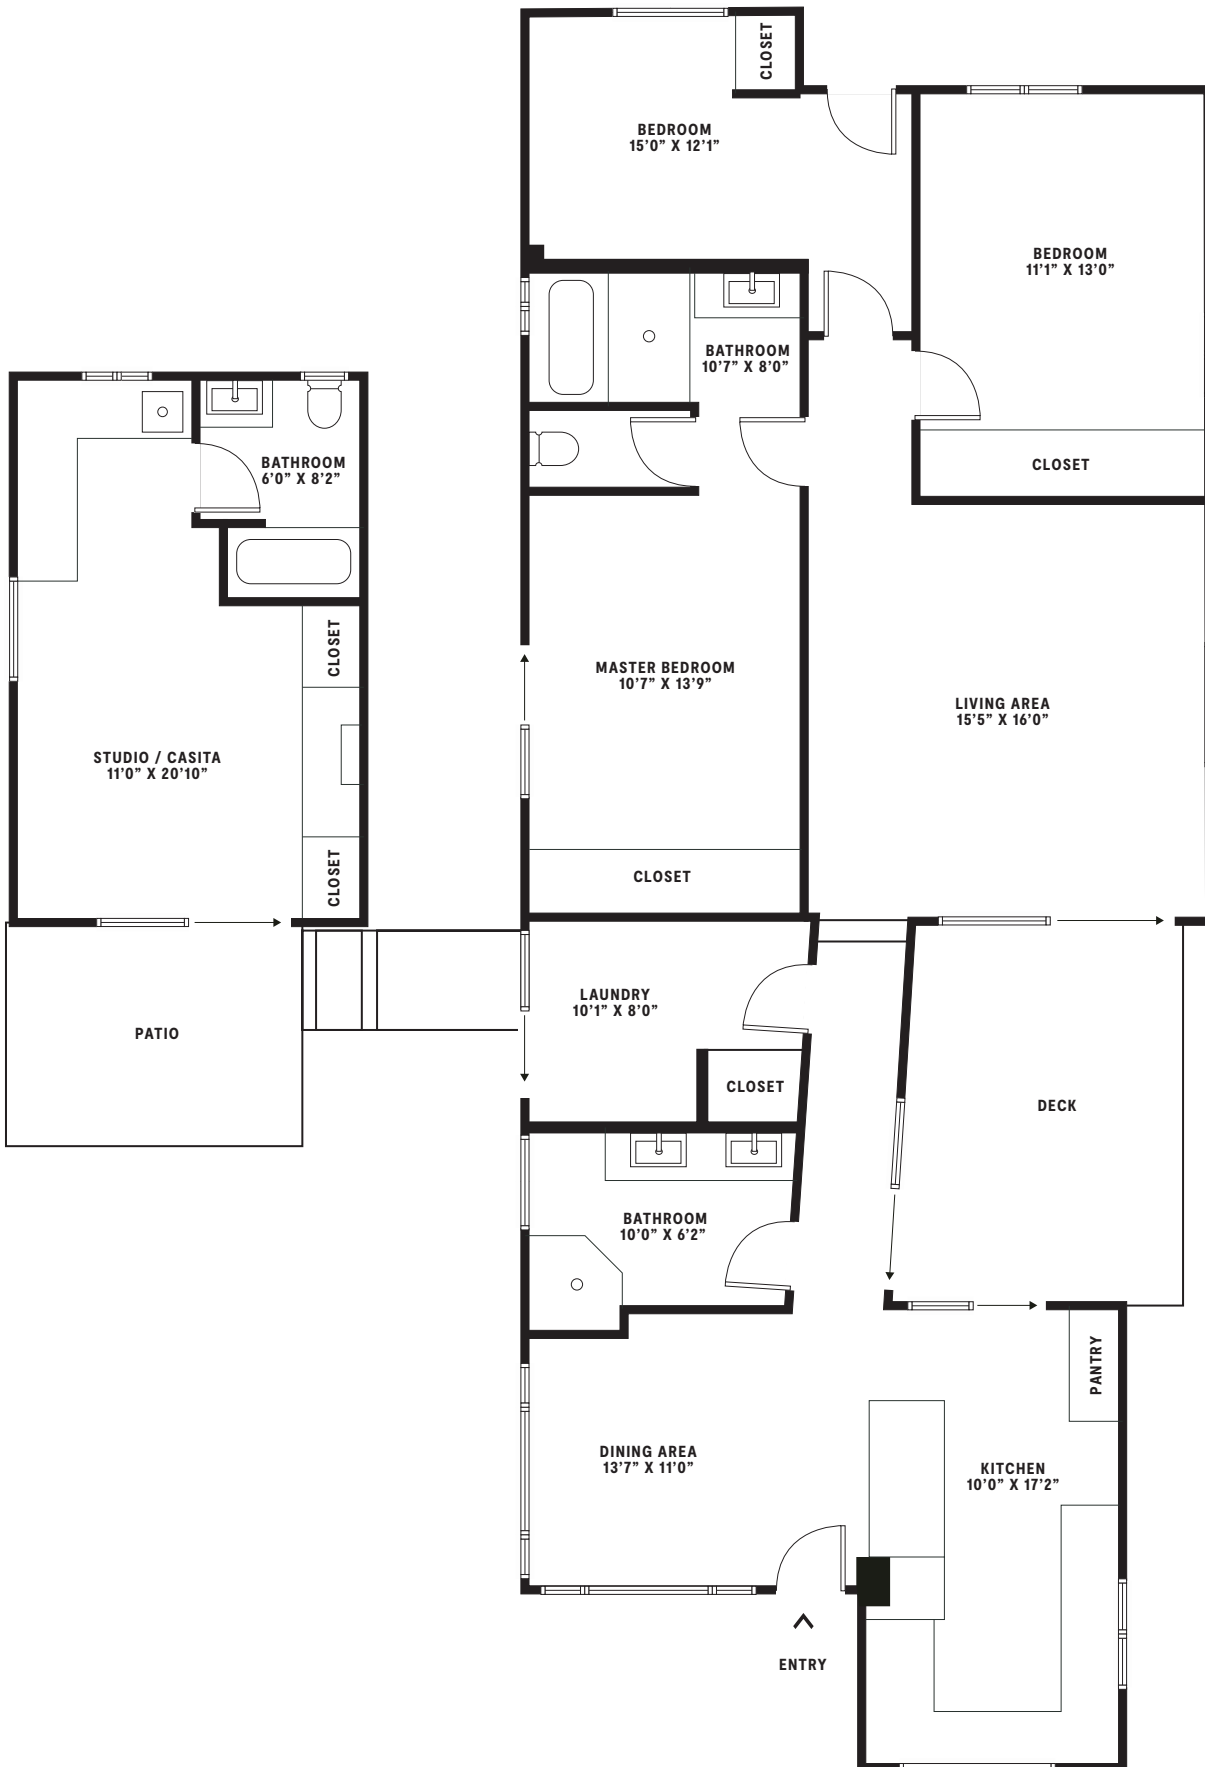 CLOSET
BEDROOM
15’0” X 12’1”
BEDROOM
11’1” X 13’0”
BATHROOM
10’7” X 8’0”
BATHROOM
6’0” X 8’2”
CLOSET
CLOSET
MASTER BEDROOM
10’7” X 13’9”
LIVING AREA
15’5” X 16’0”
STUDIO / CASITA
11’0” X 20’10”
CLOSET
CLOSET
LAUNDRY
10’1” X 8’0”
PATIO
CLOSET
DECK
BATHROOM
10’0” X 6’2”
PANTRY
DINING AREA
13’7” X 11’0”
KITCHEN
10’0” X 17’2”
ENTRY